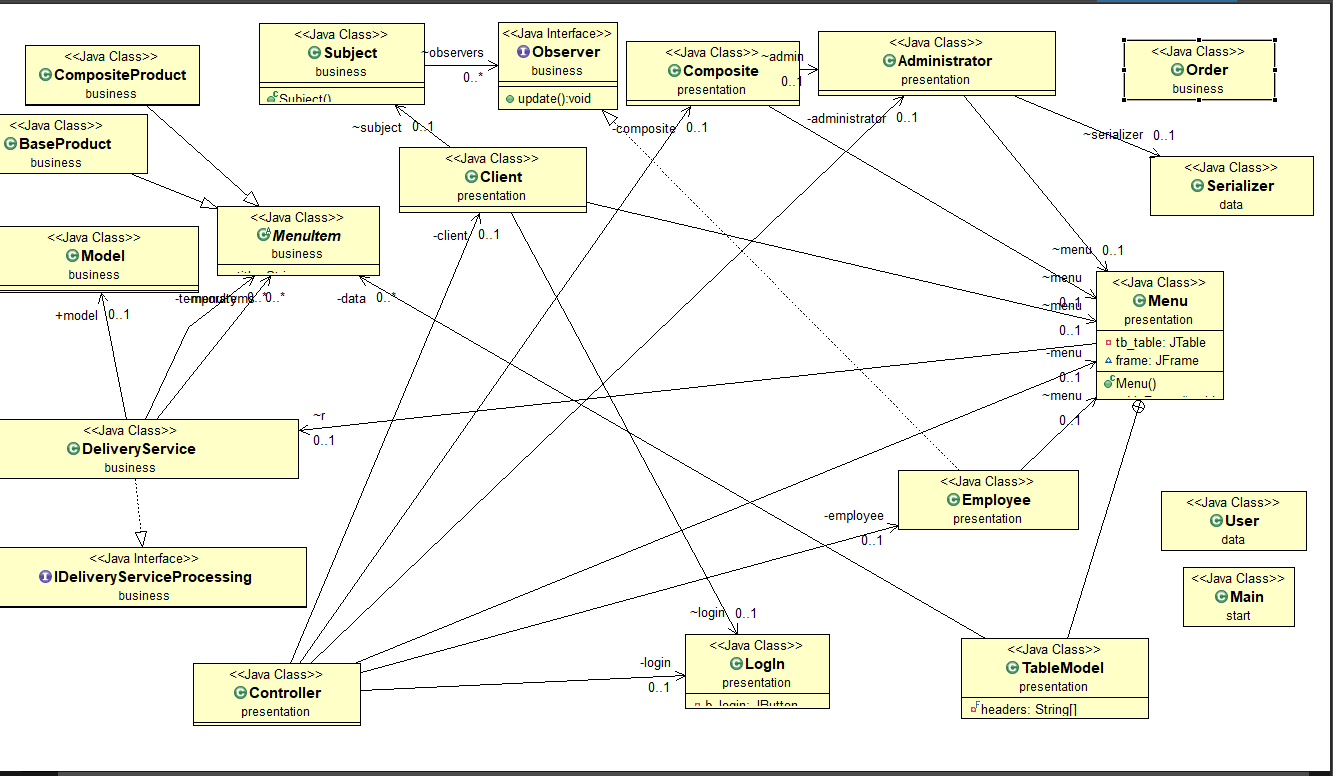 <<Java Class>>
CompositeProduct
business
<<Java Class>>
Subject
business
Subject()
~observers
0..*
<<Java Interface>>
Observer
business
update():void
<<Java Class>>
Composite
presentation
~admin
0..1
<<Java Class>>
Administrator
presentation
<<Java Class>>
Order
business
<<Java Class>>
BaseProduct
business
~subject 0..1
-composite 0..1
-administrator 0..1
~serializer 0..1
<<Java Class>>
Client
presentation
<<Java Class>>
Serializer
data
<<Java Class>>
MenuItem
business
<<Java Class>>
Model
business
-client 0..1
-data 0..*
+model 0..1
0..*
~menu 0..1
~menu
0..1
~menu
0..1
-menu
0..1
~menu
0..1
<<Java Class>>
Menu
presentation
tb_table: JTable
frame: JFrame
Menu()
~r
0..1
<<Java Class>>
DeliveryService
business
<<Java Class>>
Employee
presentation
-employee
0..1
<<Java Class>>
User
data
<<Java Interface>>
IDeliveryServiceProcessing
business
<<Java Class>>
Main
start
~login 0..1
-login
0..1
<<Java Class>>
Controller
presentation
<<Java Class>>
LogIn
presentation
b_login: JButton
<<Java Class>>
TableModel
presentation
headers: String[]